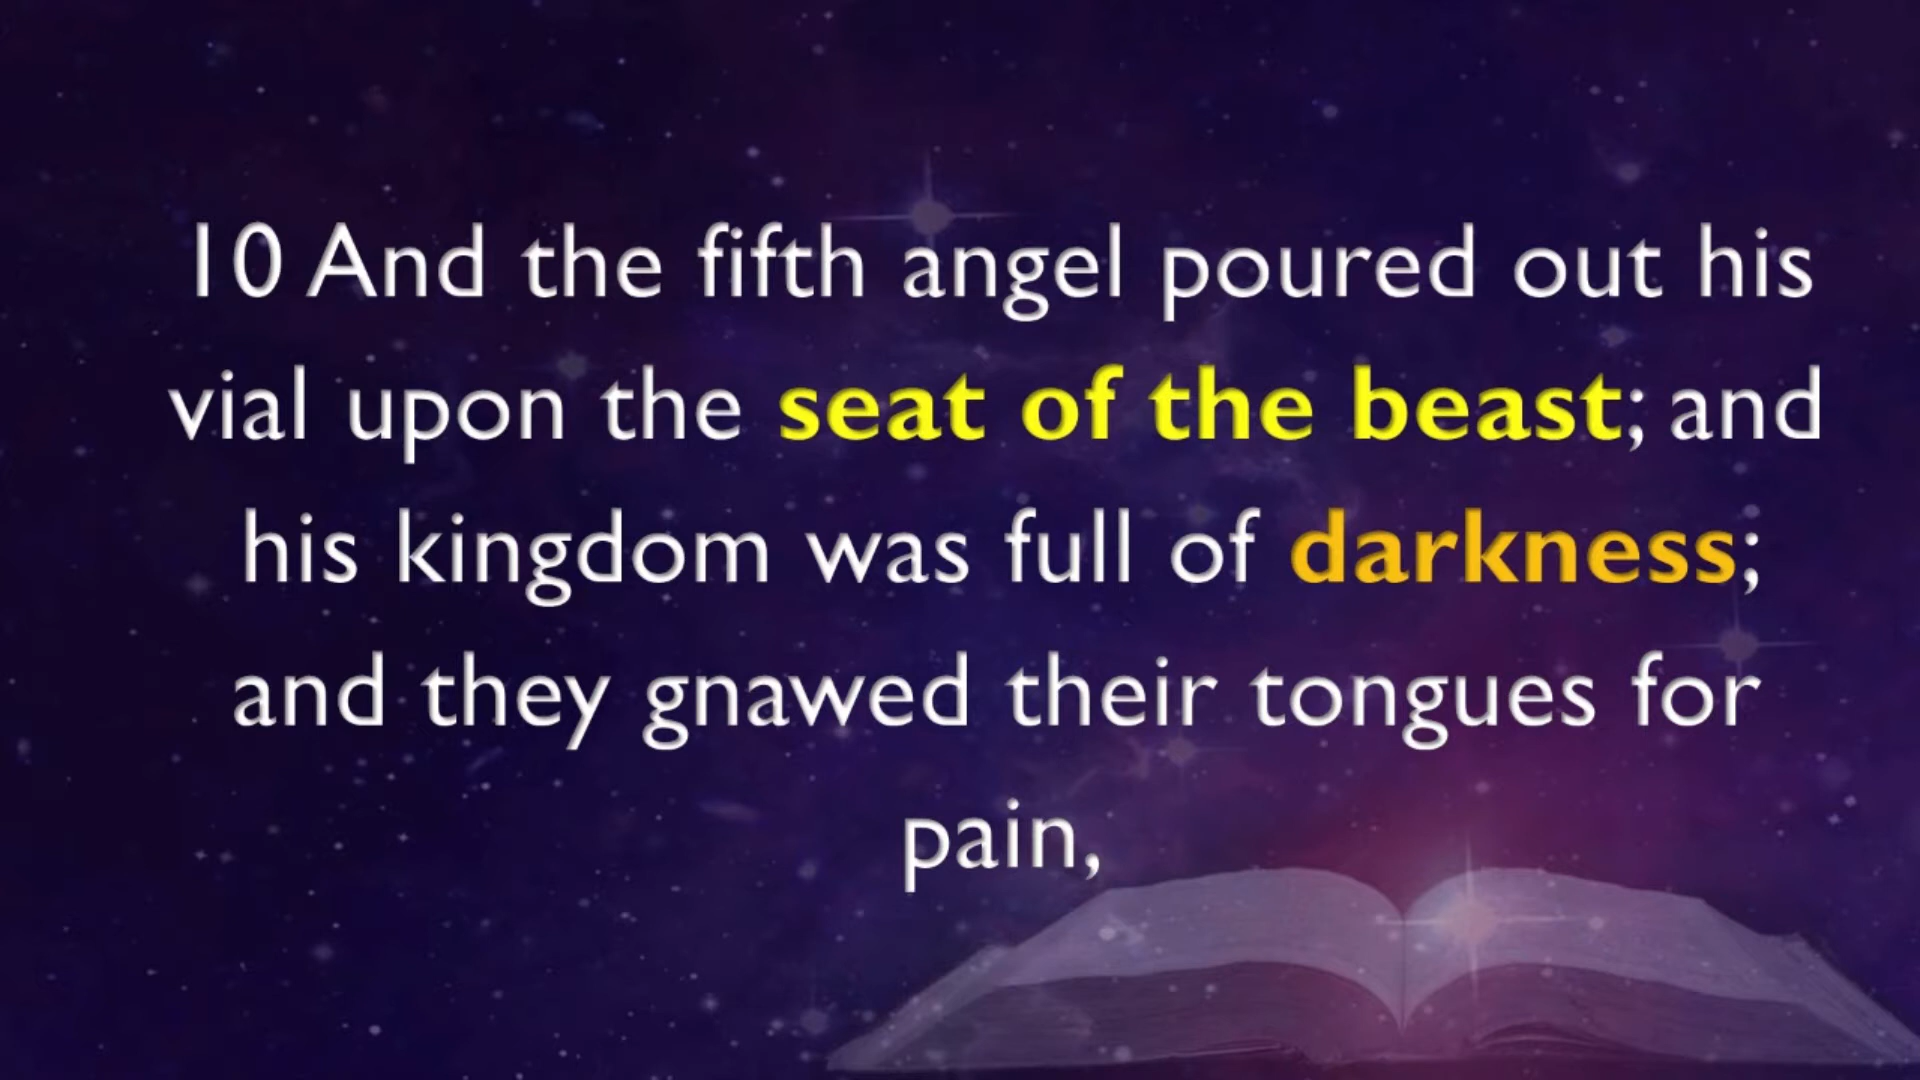 10 And the fifth angel poured out his
vial upon the seat of the beast; and
his kingdom was full of darkness;
and they gnawed their tongues for
pain,